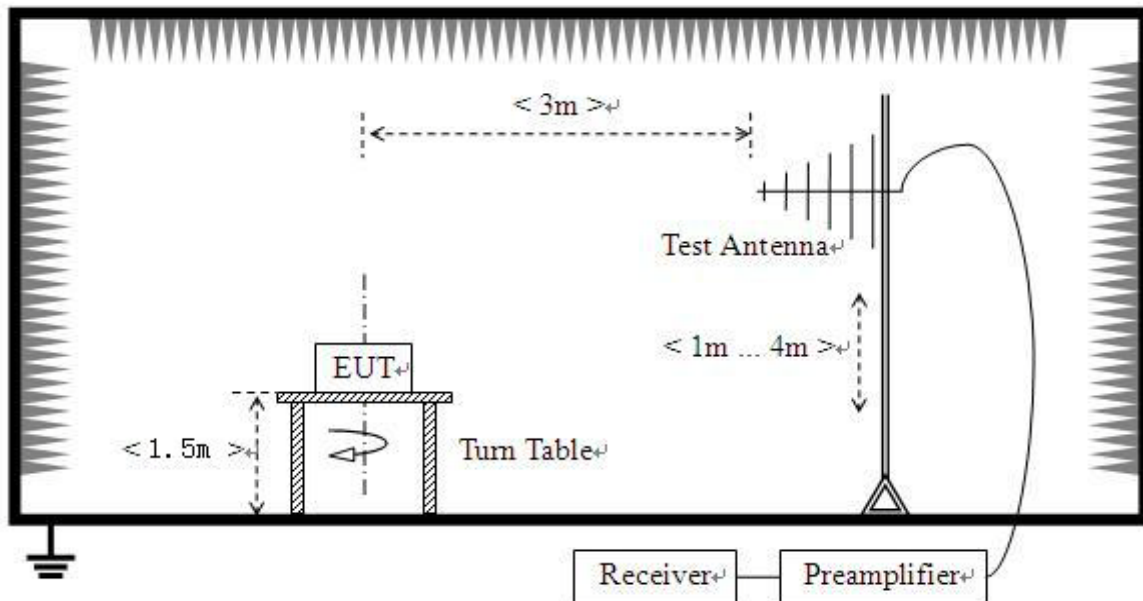 < 3m >↵
Test Antenna↵
< 1m ... 4m >↵
EUT↵
< 1.5m >↵
Turn Table↵
Receiver↵
Preamplifier↵